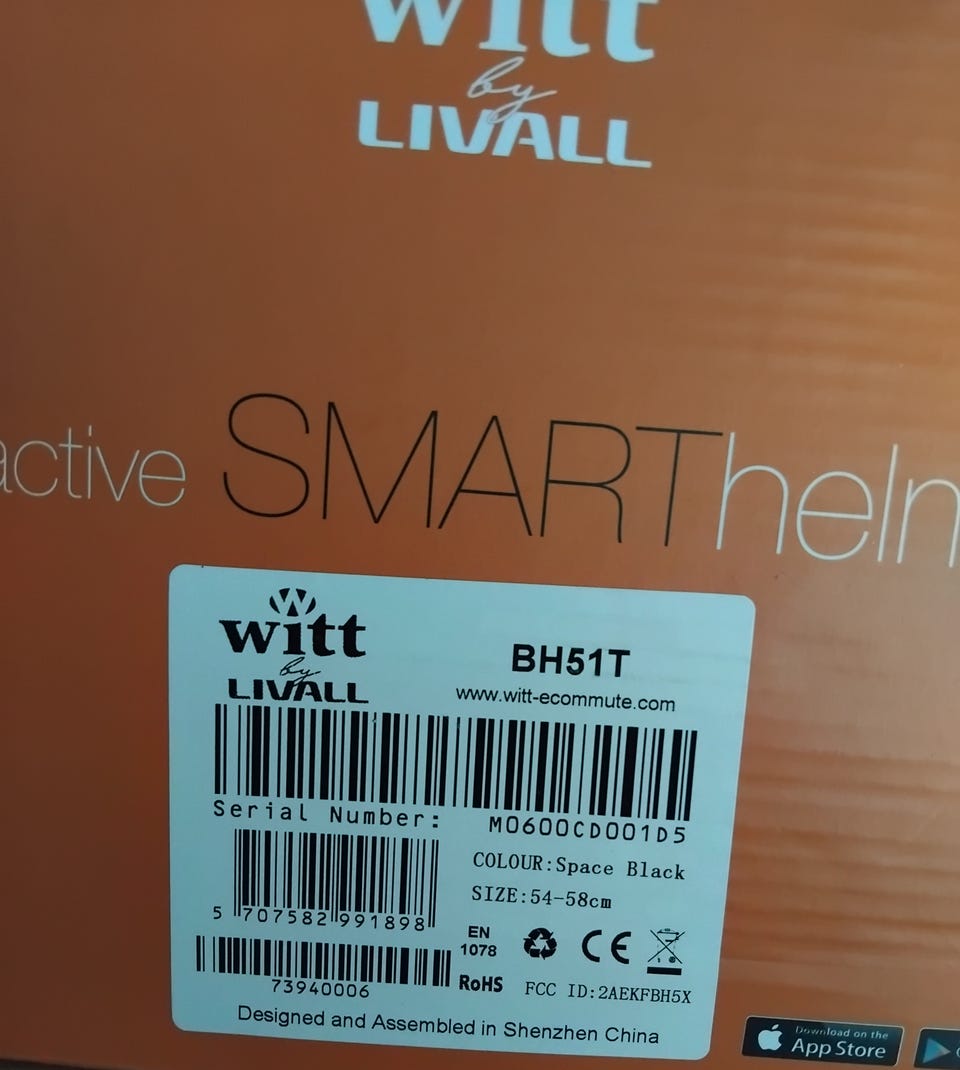 witt
by
LIVALL
active SMARThelm
W
witt
by
LIVALL
BH51T
www.witt-ecommute.com
Serial Number: M0600CD001D5
COLOUR:Space Black
SIZE:54-58cm
5 707582 991898
EN
1078
CE
73940006
RoHS
FCC ID:2AEKFBH5X
Designed and Assembled in Shenzhen China
Download on the
App Store